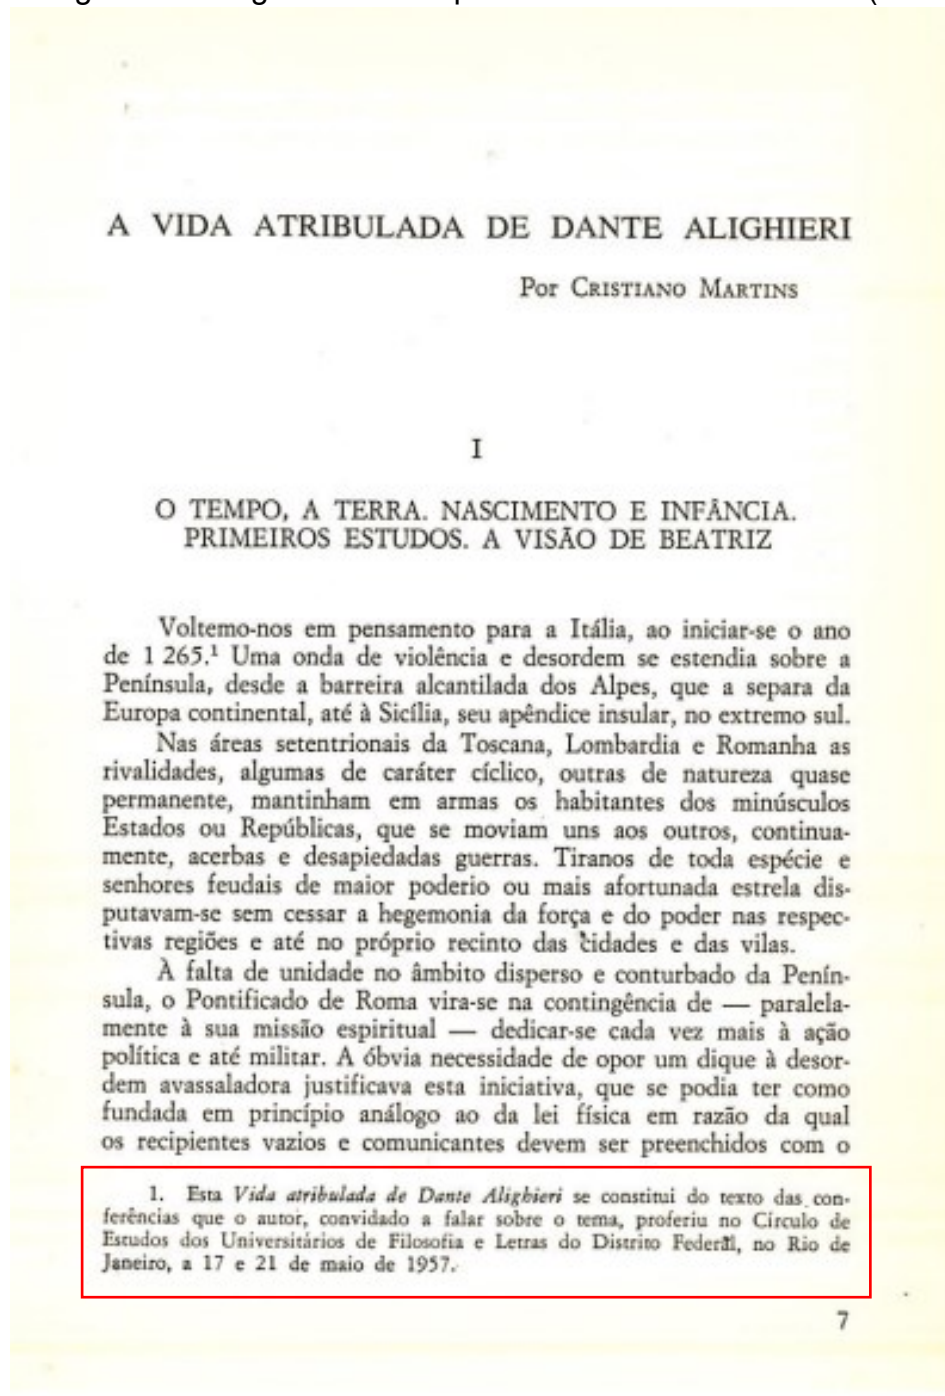 A VIDA ATRIBULADA DE DANTE ALIGHIERI
Por CRISTIANO MARTINS
I
O TEMPO, A TERRA. NASCIMENTO E INFÂNCIA.
PRIMEIROS ESTUDOS. A VISÃO DE BEATRIZ
Voltemo-nos em pensamento para a Itália, ao iniciar-se o ano
de 1 265.¹ Uma onda de violência e desordem se estendia sobre a
Península, desde a barreira alcantilada dos Alpes, que a separa da
Europa continental, até à Sicília, seu apêndice insular, no extremo sul.
Nas áreas setentrionais da Toscana, Lombardia e Romanha as
rivalidades, algumas de caráter cíclico, outras de natureza quase
permanente, mantinham em armas os habitantes dos minúsculos
Estados ou Repúblicas, que se moviam uns aos outros, continua-
mente, acerbas e desapiedadas guerras. Tiranos de toda espécie e
senhores feudais de maior poderio ou mais afortunada estrela dis-
putavam-se sem cessar a hegemonia da força e do poder nas respec-
tivas regiões e até no próprio recinto das cidades e das vilas.
À falta de unidade no âmbito disperso e conturbado da Penín-
sula, o Pontificado de Roma vira-se na contingência de — paralela-
mente à sua missão espiritual — dedicar-se cada vez mais à ação
política e até militar. A óbvia necessidade de opor um dique à desor-
dem avassaladora justificava esta iniciativa, que se podia ter como
fundada em princípio análogo ao da lei física em razão da qual
os recipientes vazios e comunicantes devem ser preenchidos com o
1. Esta Vida atribulada de Dante Alighieri se constitui do texto das con-
ferências que o autor, convidado a falar sobre o tema, proferiu no Círculo de
Estudos dos Universitários de Filosofia e Letras do Distrito Federal, no Rio de
Janeiro, a 17 e 21 de maio de 1957.
7